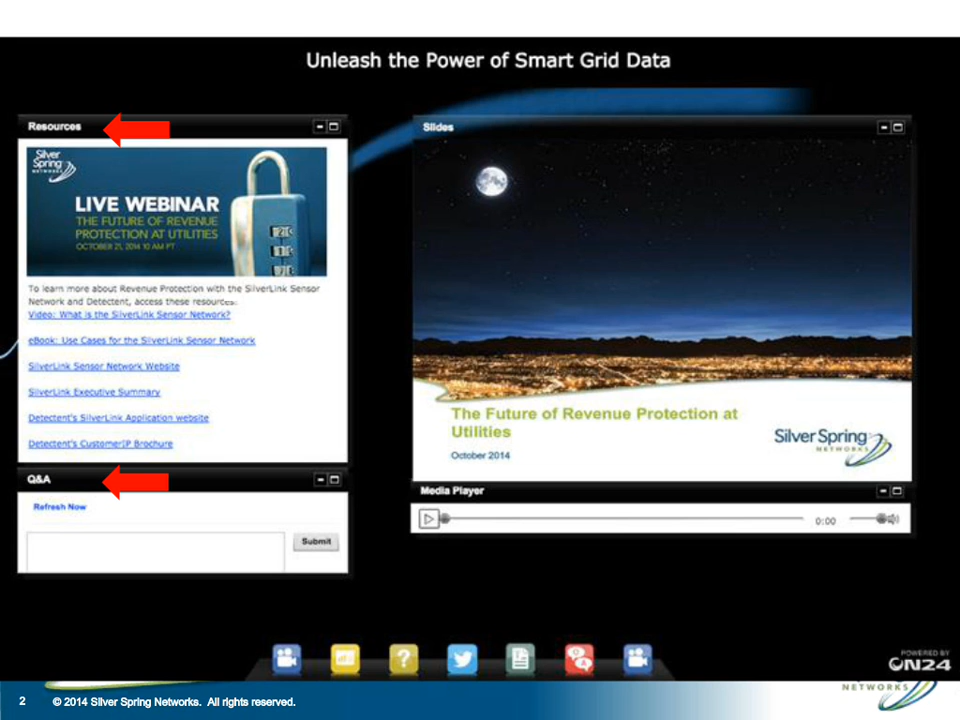 Unleash the Power of Smart Grid Data
Resources
Silver
Spring
NETWORKS
LIVE WEBINAR
THE FUTURE OF REVENUE
PROTECTION AT UTILITIES
OCTOBER 21, 2014 10 AM PT
To learn more about Revenue Protection with the SilverLink Sensor
Network and Detectent, access these resources:
Video: What is the SilverLink Sensor Network?
eBook: Use Cases for the SilverLink Sensor Network
SilverLink Sensor Network Website
SilverLink Executive Summary
Detectent's SilverLink Application website
Detectent's CustomerIP Brochure
Q&A
Refresh Now
Submit
Slides
The Future of Revenue Protection at
Utilities
October 2014
Silver Spring
NETWORKS
Media Player
0:00
?
Q
A
POWERED BY
ON24
NETWORKS
2
© 2014 Silver Spring Networks. All rights reserved.